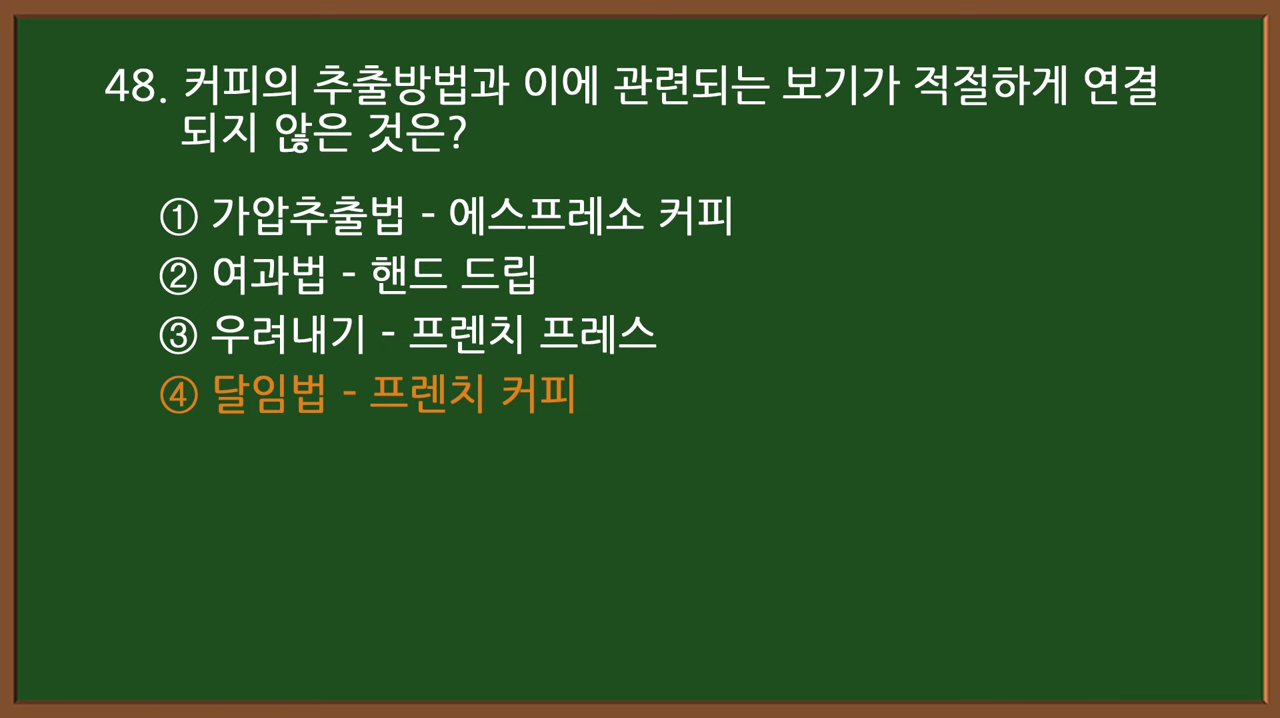 48. 커피의 추출방법과 이에 관련되는 보기가 적절하게 연결
되지 않은 것은?
① 가압추출법 - 에스프레소 커피
② 여과법 - 핸드 드립
③ 우려내기 - 프렌치 프레스
④ 달임법 - 프렌치 커피